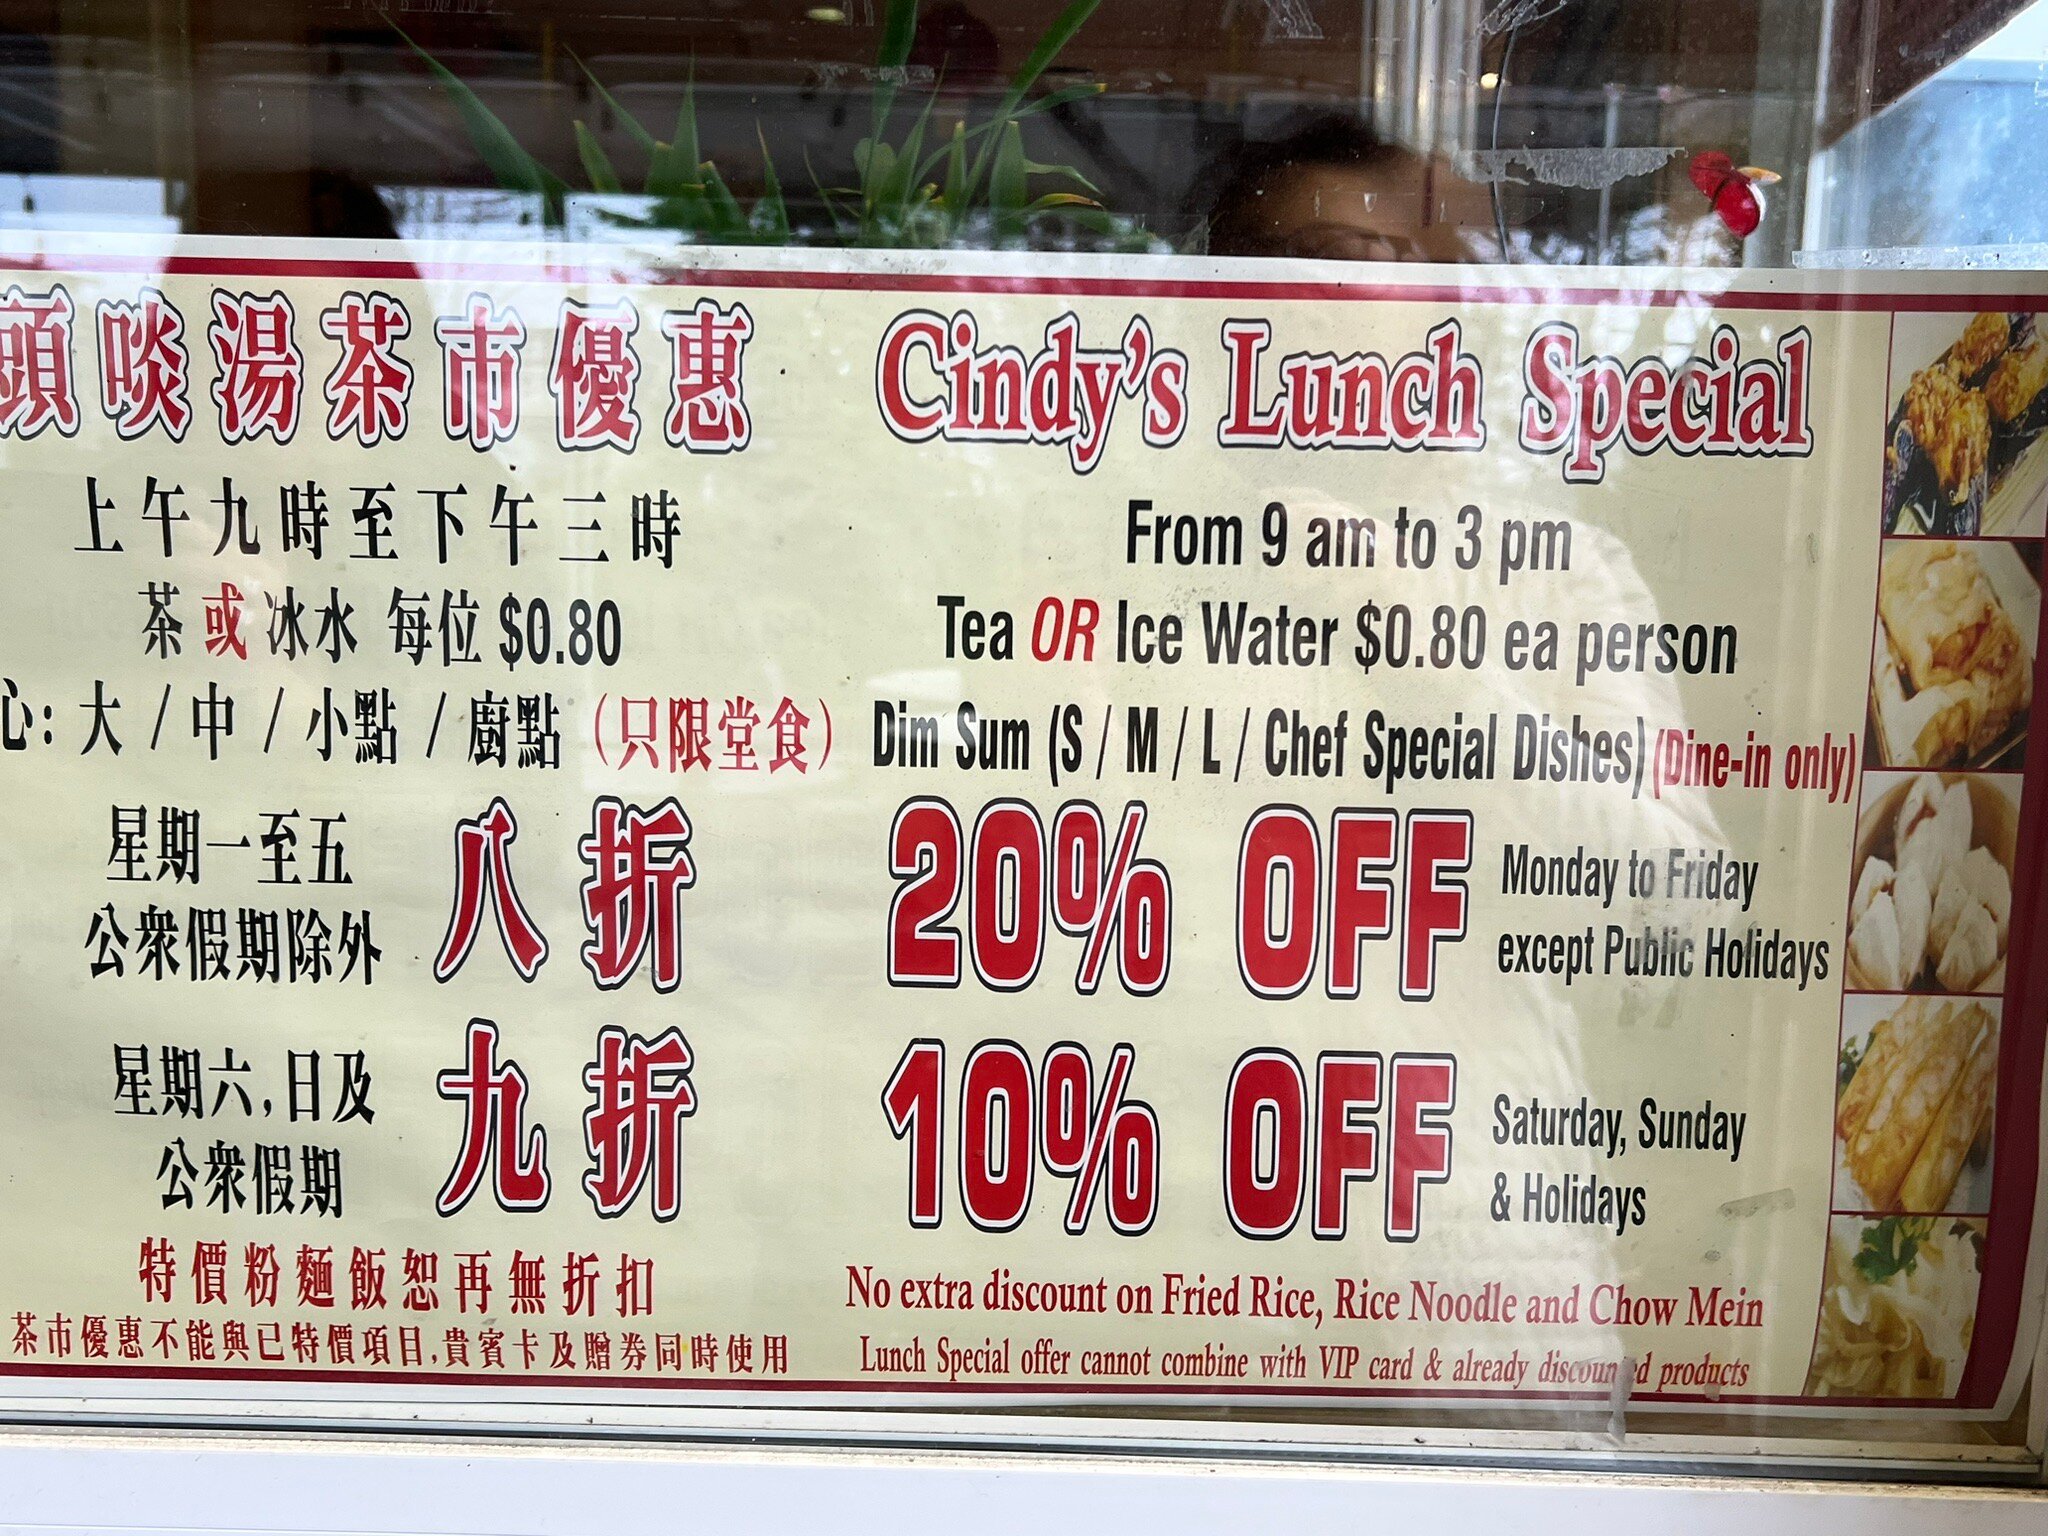 頭啖湯茶市優惠
上午九時至下午三時
茶或冰水 每位 $0.80
心: 大 / 中 / 小點 / 廚點 (只限堂食)
星期一至五
公衆假期除外
八折
星期六,日及
公衆假期
九折
特價粉麵飯恕再無折扣
茶市優惠不能與已特價項目,貴賓卡及贈券同時使用
Cindy's Lunch Special
From 9 am to 3 pm
Tea OR Ice Water $0.80 ea person
Dim Sum (S / M / L / Chef Special Dishes) (Dine-in only)
20% OFF
Monday to Friday
except Public Holidays
10% OFF
Saturday, Sunday
& Holidays
No extra discount on Fried Rice, Rice Noodle and Chow Mein
Lunch Special offer cannot combine with VIP card & already discounted products